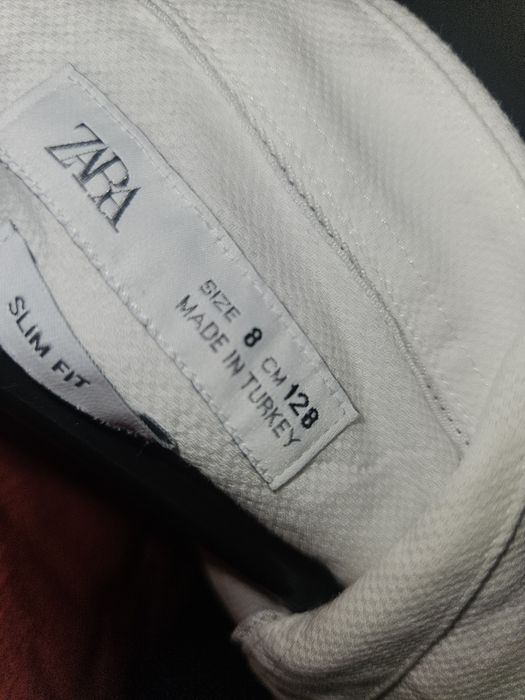 ZARA
SIZE 8 CM 128
MADE IN TURKEY
SLIM FIT